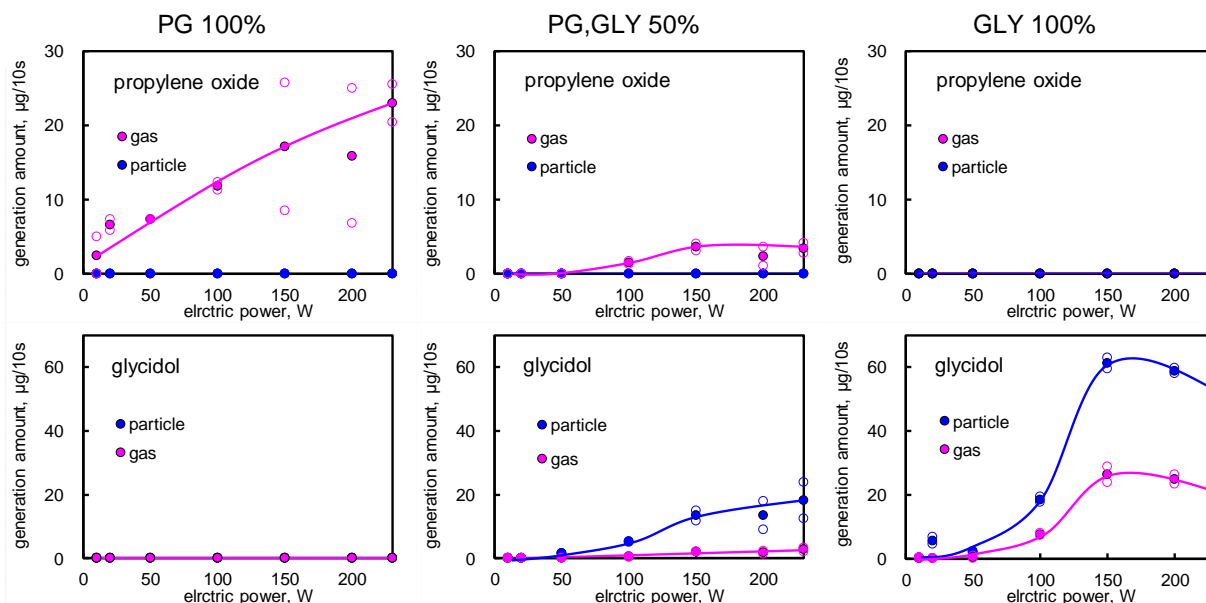 PG 100%
PG,GLY 50%
GLY 100%
generation amount, µg/10s
30
20
10
0
propylene oxide
gas
particle
0 50 100 150 200
elrctric power, W
generation amount, µg/10s
30
20
10
0
propylene oxide
gas
particle
0 50 100 150 200
elrctric power, W
generation amount, µg/10s
30
20
10
0
propylene oxide
gas
particle
0 50 100 150 200
elrctric power, W
generation amount, µg/10s
60
40
20
0
glycidol
particle
gas
0 50 100 150 200
elrctric power, W
generation amount, µg/10s
60
40
20
0
glycidol
particle
gas
0 50 100 150 200
elrctric power, W
generation amount, µg/10s
60
40
20
0
glycidol
particle
gas
0 50 100 150 200
elrctric power, W